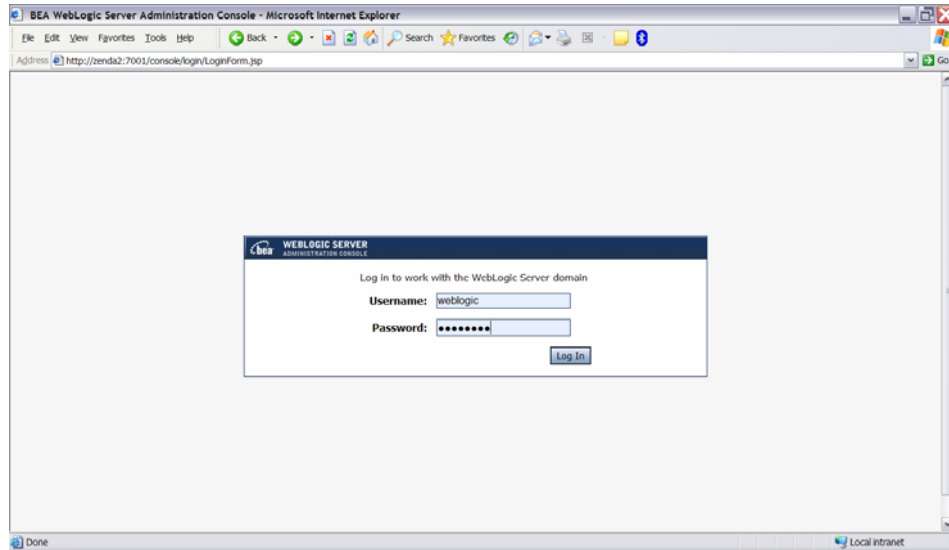 BEA WebLogic Server Administration Console - Microsoft Internet Explorer
File Edit View Favorites Tools Help Back Search Favorites
Address http://zenda2:7001/console/login/LoginForm.jsp Go
bea WEBLOGIC SERVER
ADMINISTRATION CONSOLE
Log in to work with the WebLogic Server domain
Username: weblogic
Password: ••••••••
Log In
Done Local intranet